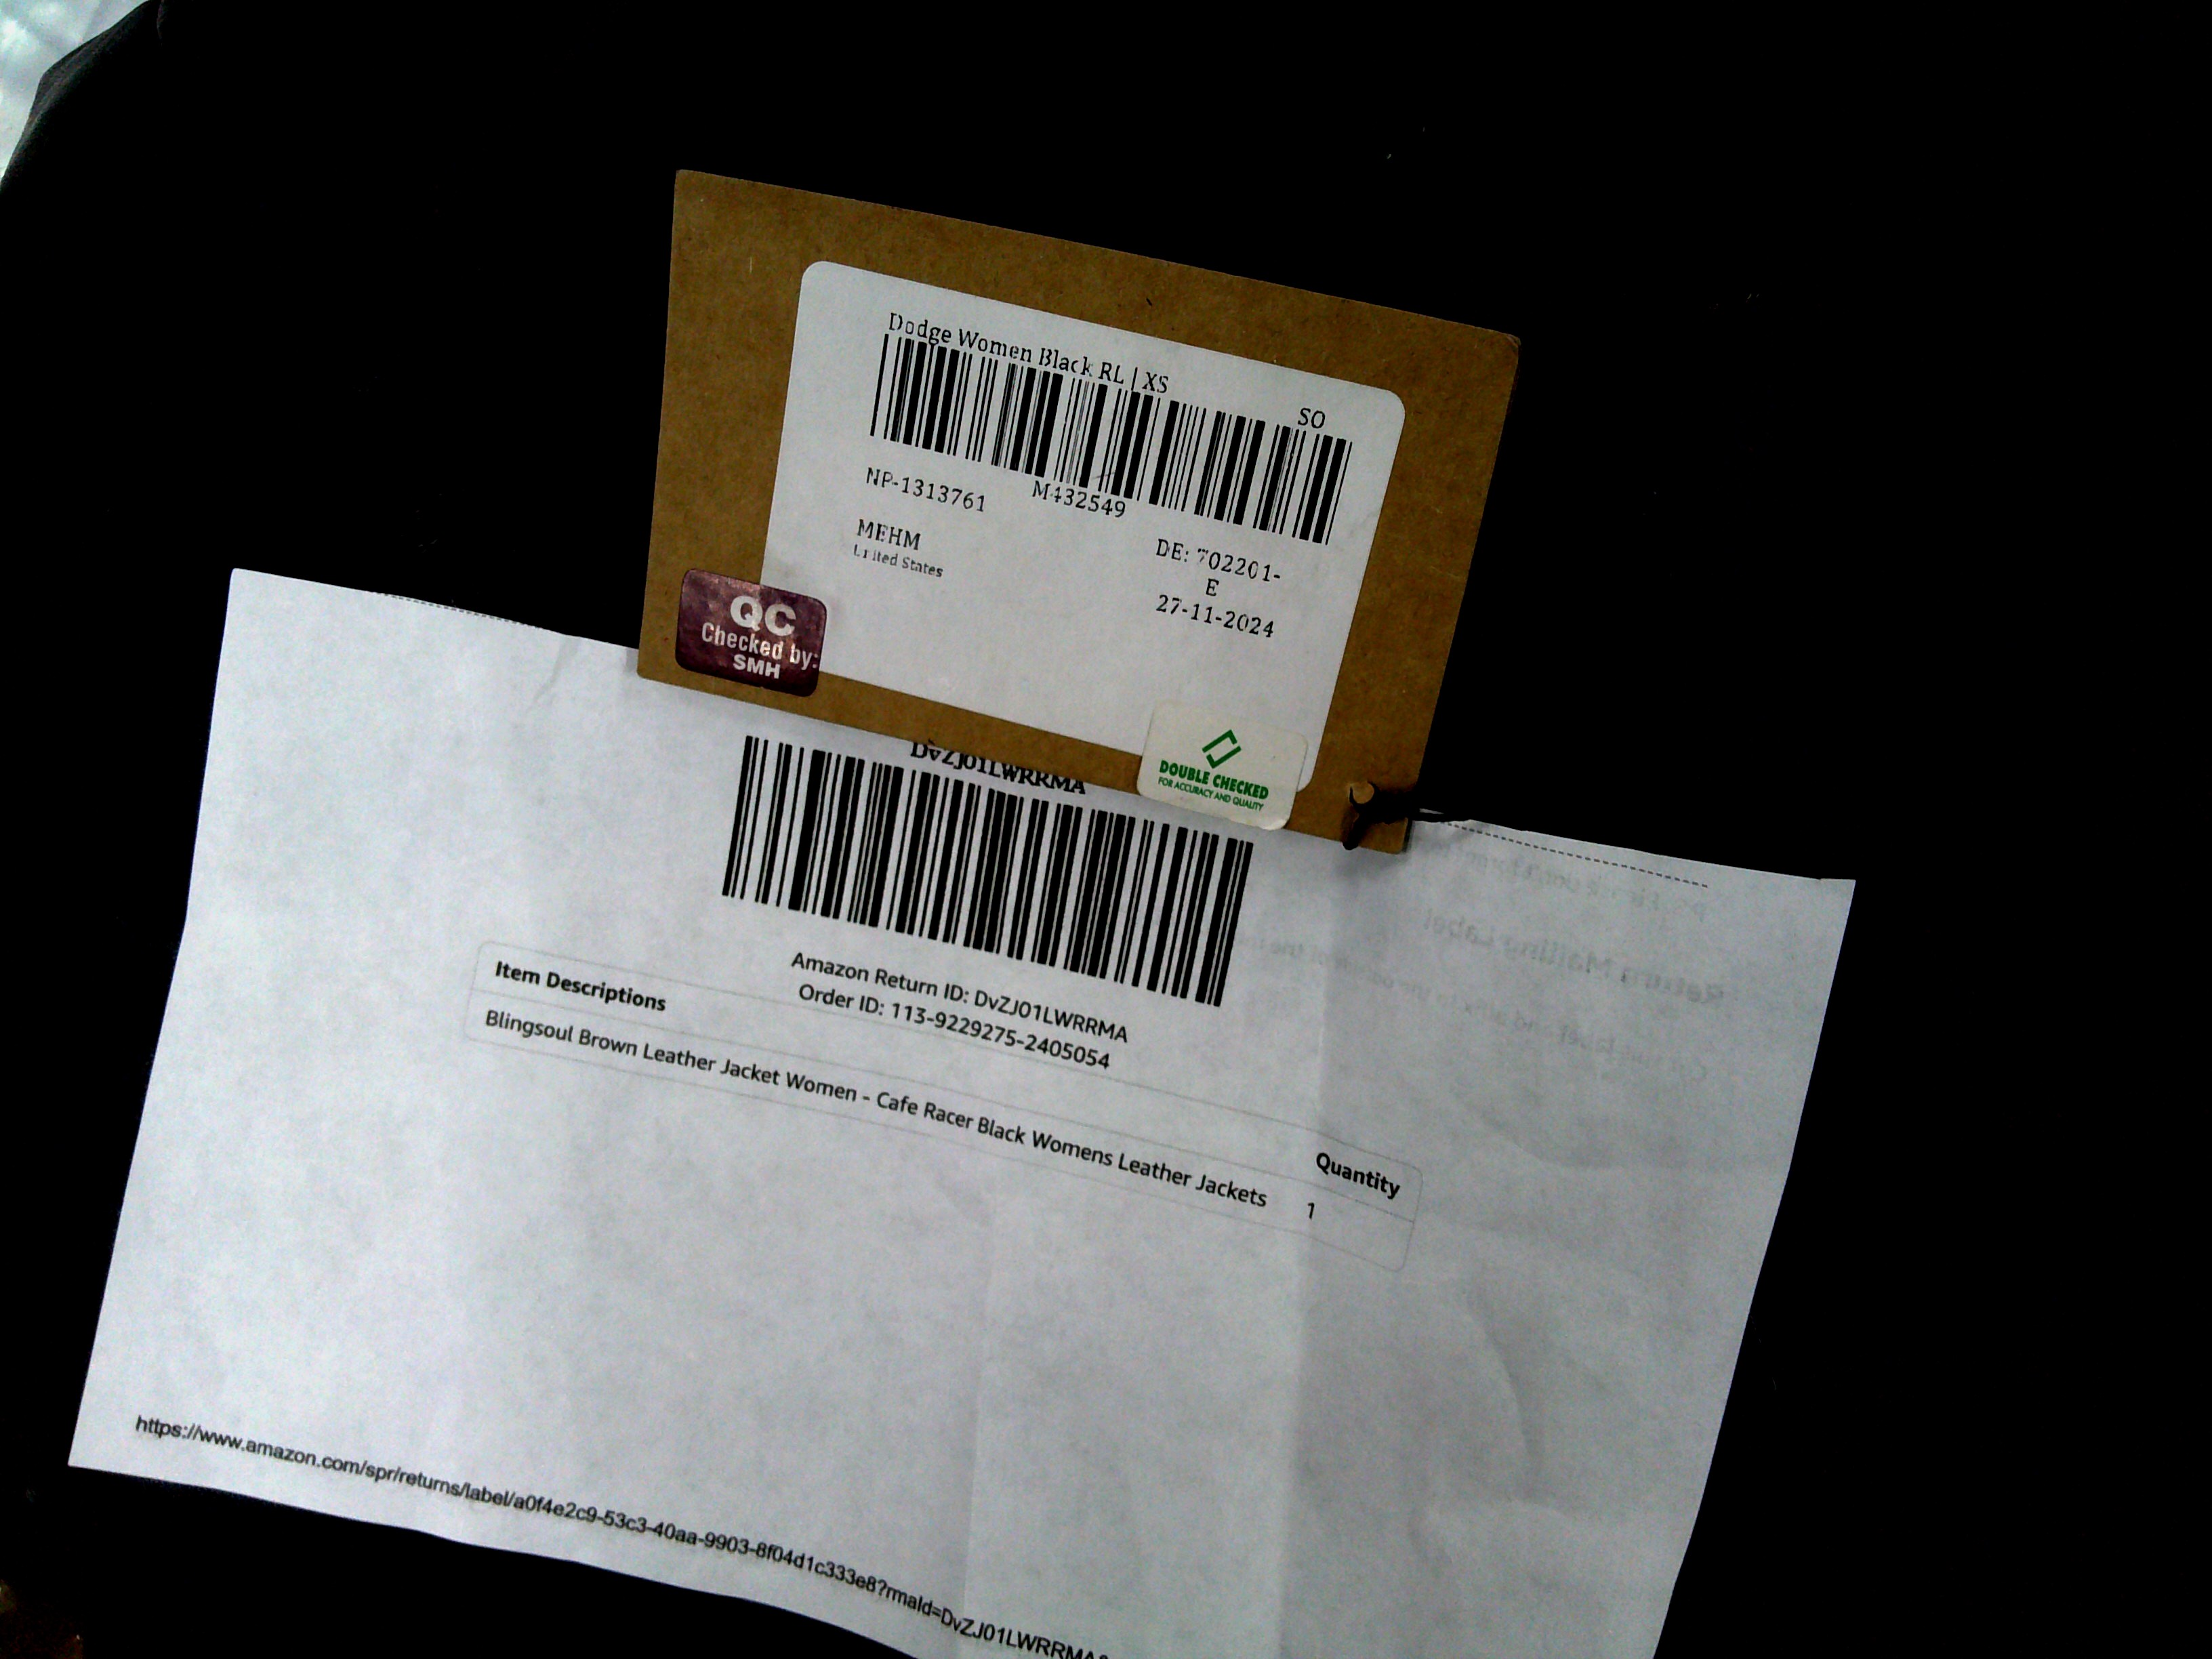 Dodge Women Black RL | XS
SO
NP-1313761 M432549
MEHM
United States
DE: 702201-
E
27-11-2024
QC
Checked by:
SMH
DOUBLE CHECKED
FOR ACCURACY AND QUALITY
DvZJ01LWRRMA
Amazon Return ID: DvZJ01LWRRMA
Order ID: 113-9229275-2405054
Item Descriptions Quantity
Blingsoul Brown Leather Jacket Women - Cafe Racer Black Womens Leather Jackets 1
Return Mailing Label
https://www.amazon.com/spr/returns/label/a0f4e2c9-53c3-40aa-9903-8f04d1c333e8?rmaId=DvZJ01LWRRMA